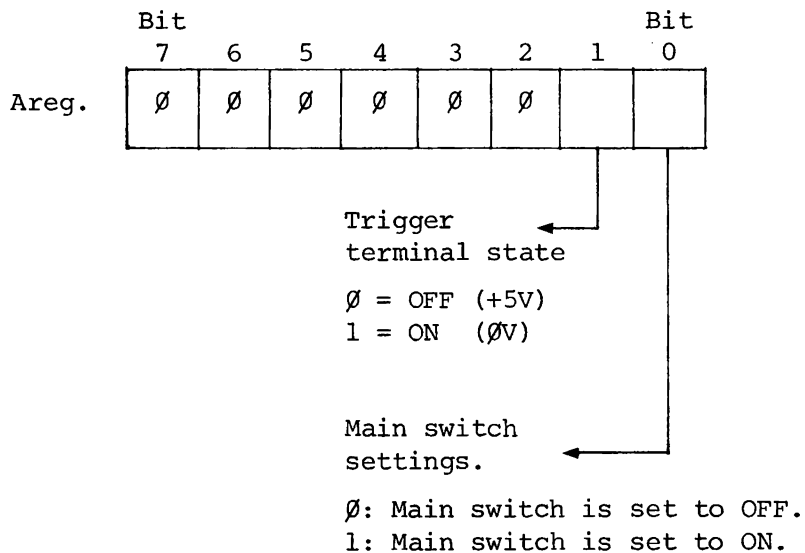 Bit Bit
7 6 5 4 3 2 1 0
Areg. Ø Ø Ø Ø Ø Ø
Trigger
terminal state
Ø = OFF (+5V)
1 = ON (ØV)
Main switch
settings.
Ø: Main switch is set to OFF.
1: Main switch is set to ON.